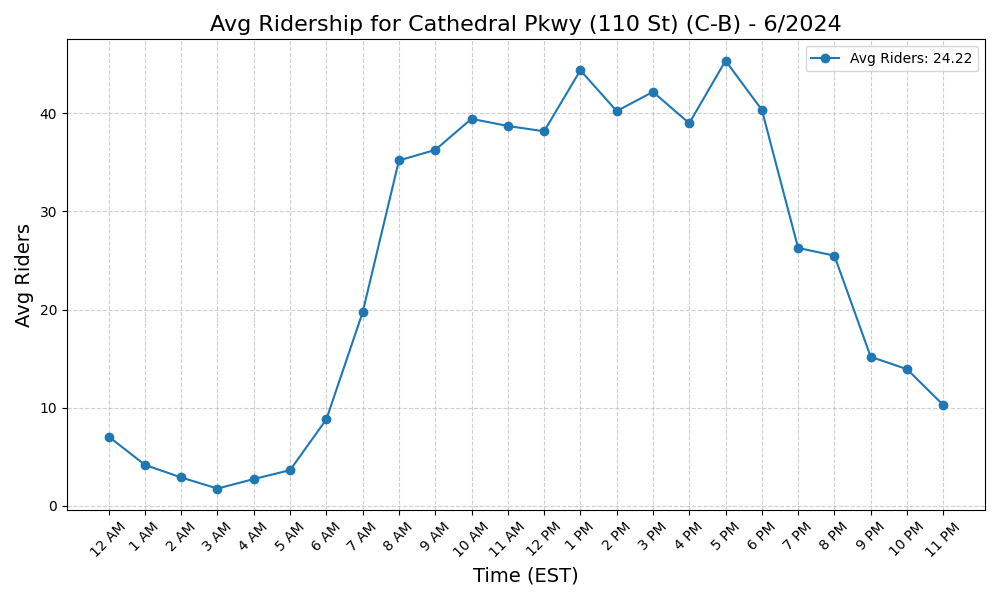 Avg Ridership for Cathedral Pkwy (110 St) (C-B) - 6/2024
Avg Riders: 24.22
Avg Riders
40
30
20
10
0
12 AM
1 AM
2 AM
3 AM
4 AM
5 AM
6 AM
7 AM
8 AM
9 AM
10 AM
11 AM
12 PM
1 PM
2 PM
3 PM
4 PM
5 PM
6 PM
7 PM
8 PM
9 PM
10 PM
11 PM
Time (EST)